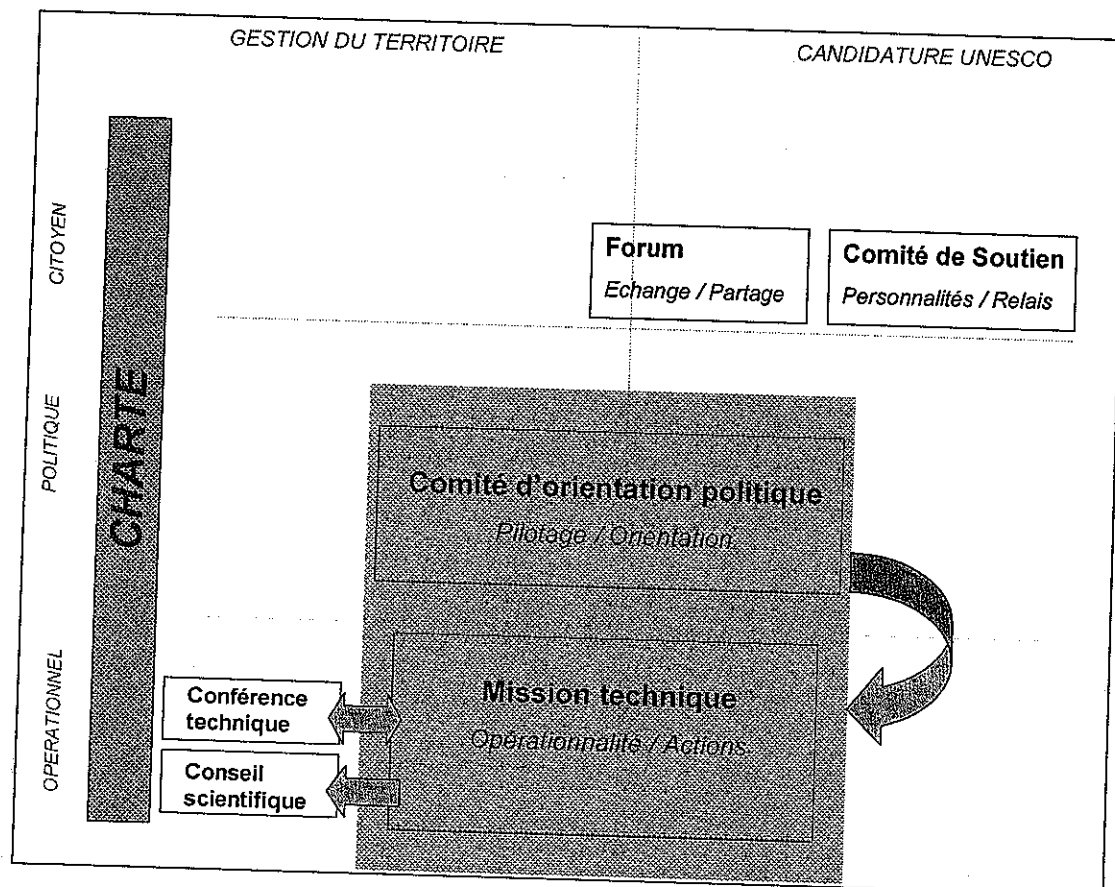 GESTION DU TERRITOIRE
CANDIDATURE UNESCO
CITOYEN
POLITIQUE
OPERATIONNEL
CHARTE
Forum
Echange / Partage
Comité de Soutien
Personnalités / Relais
Comité d'orientation politique
Pilotage / Orientation
Mission technique
Opérationnalité / Actions
Conférence
technique
Conseil
scientifique